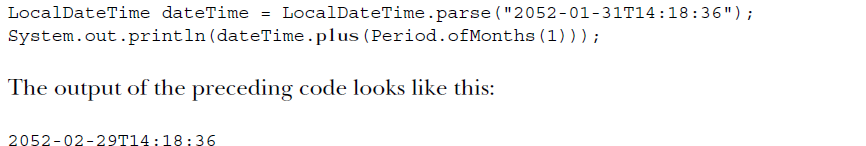 LocalDateTime dateTime = LocalDateTime.parse("2052-01-31T14:18:36");
System.out.println(dateTime.plus(Period.ofMonths(1)));
The output of the preceding code looks like this:
2052-02-29T14:18:36